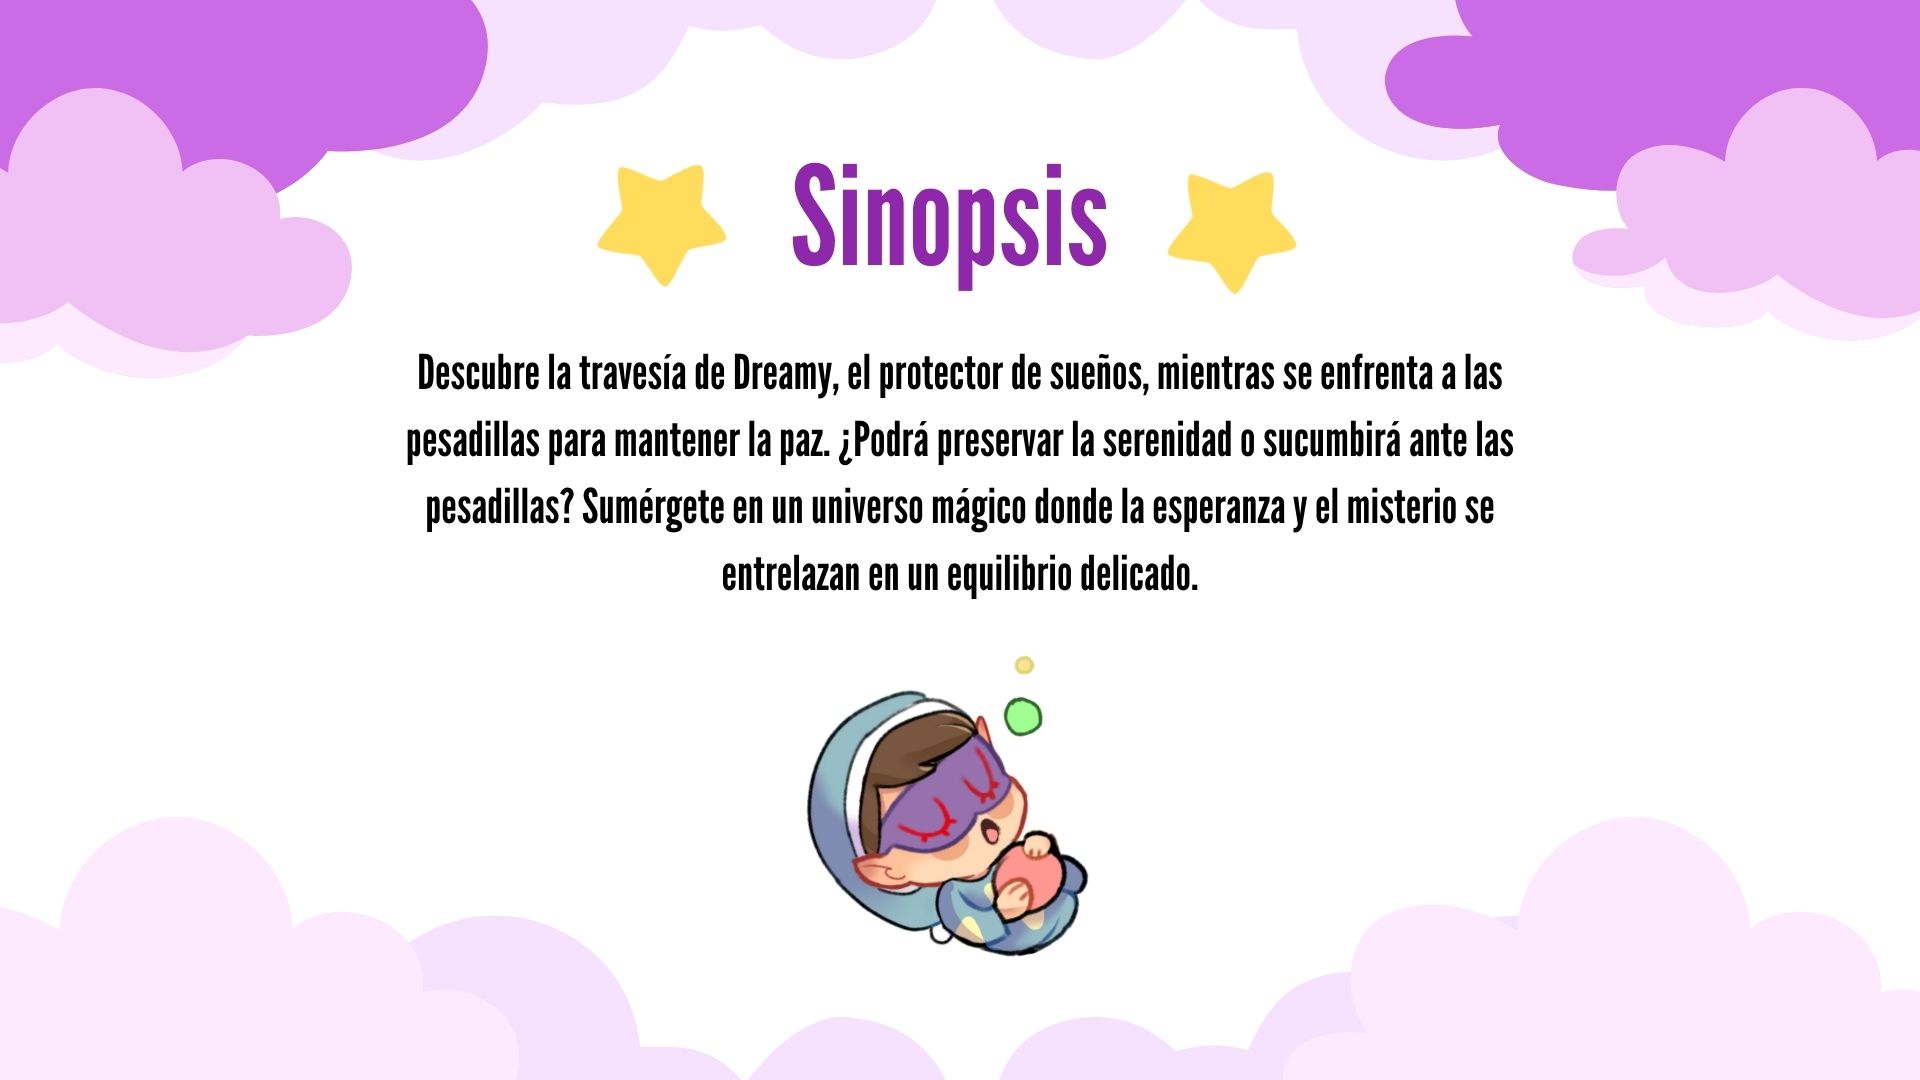 Sinopsis
Descubre la travesía de Dreamy, el protector de sueños, mientras se enfrenta a las
pesadillas para mantener la paz. ¿Podrá preservar la serenidad o sucumbirá ante las
pesadillas? Sumérgete en un universo mágico donde la esperanza y el misterio se
entrelazan en un equilibrio delicado.